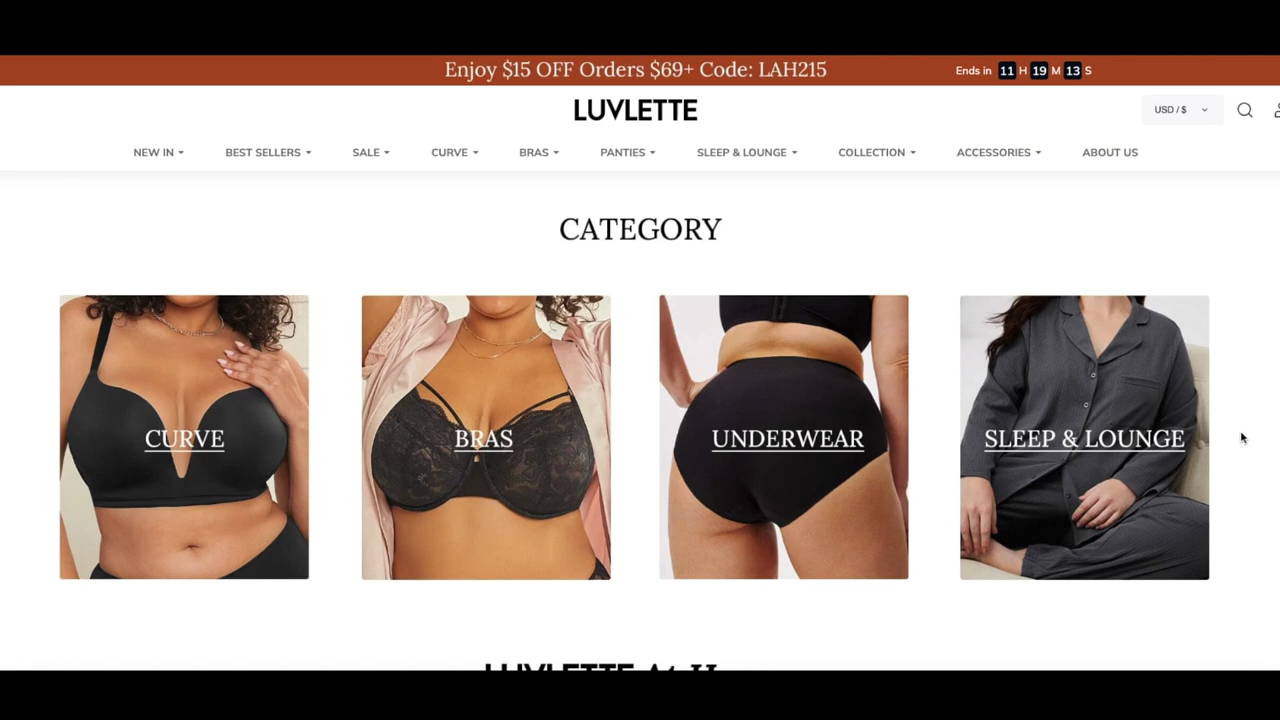 Enjoy $15 OFF Orders $69+ Code: LAH215
Ends in 11 H 19 M 13 S
LUVLETTE
USD / $
NEW IN
BEST SELLERS
SALE
CURVE
BRAS
PANTIES
SLEEP & LOUNGE
COLLECTION
ACCESSORIES
ABOUT US
CATEGORY
CURVE
BRAS
UNDERWEAR
SLEEP & LOUNGE
LUVLETTE